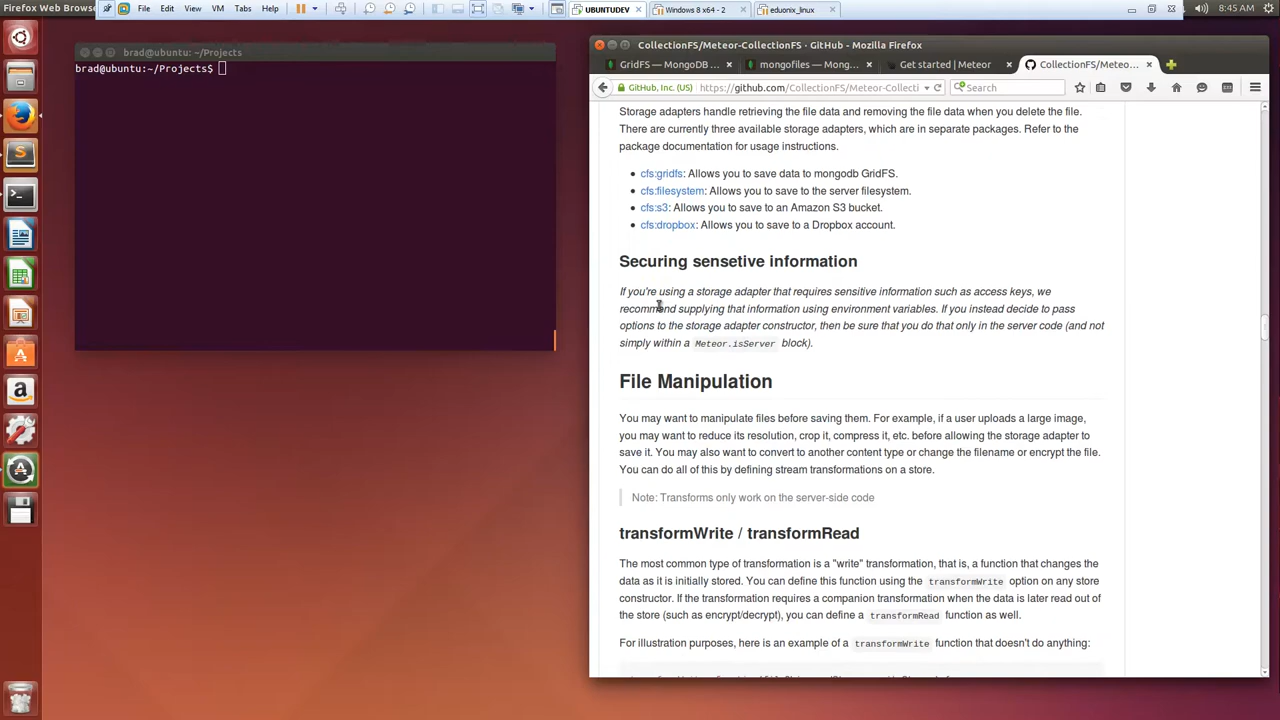 Firefox Web Brows
File Edit View VM Tabs Help
UBUNTUDEV
Windows 8 x64 - 2
eduonix_linux
8:45 AM
brad@ubuntu: ~/Projects
brad@ubuntu:~/Projects$
CollectionFS/Meteor-CollectionFS · GitHub - Mozilla Firefox
GridFS — MongoDB ...
mongofiles — Mong...
Get started | Meteor
CollectionFS/Meteo...
GitHub, Inc. (US)
https://github.com/CollectionFS/Meteor-Collecti
Search
Storage adapters handle retrieving the file data and removing the file data when you delete the file.
There are currently three available storage adapters, which are in separate packages. Refer to the
package documentation for usage instructions.
cfs:gridfs: Allows you to save data to mongodb GridFS.
cfs:filesystem: Allows you to save to the server filesystem.
cfs:s3: Allows you to save to an Amazon S3 bucket.
cfs:dropbox: Allows you to save to a Dropbox account.
Securing sensetive information
If you're using a storage adapter that requires sensitive information such as access keys, we
recommend supplying that information using environment variables. If you instead decide to pass
options to the storage adapter constructor, then be sure that you do that only in the server code (and not
simply within a Meteor.isServer block).
File Manipulation
You may want to manipulate files before saving them. For example, if a user uploads a large image,
you may want to reduce its resolution, crop it, compress it, etc. before allowing the storage adapter to
save it. You may also want to convert to another content type or change the filename or encrypt the file.
You can do all of this by defining stream transformations on a store.
Note: Transforms only work on the server-side code
transformWrite / transformRead
The most common type of transformation is a "write" transformation, that is, a function that changes the
data as it is initially stored. You can define this function using the transformWrite option on any store
constructor. If the transformation requires a companion transformation when the data is later read out of
the store (such as encrypt/decrypt), you can define a transformRead function as well.
For illustration purposes, here is an example of a transformWrite function that doesn't do anything: